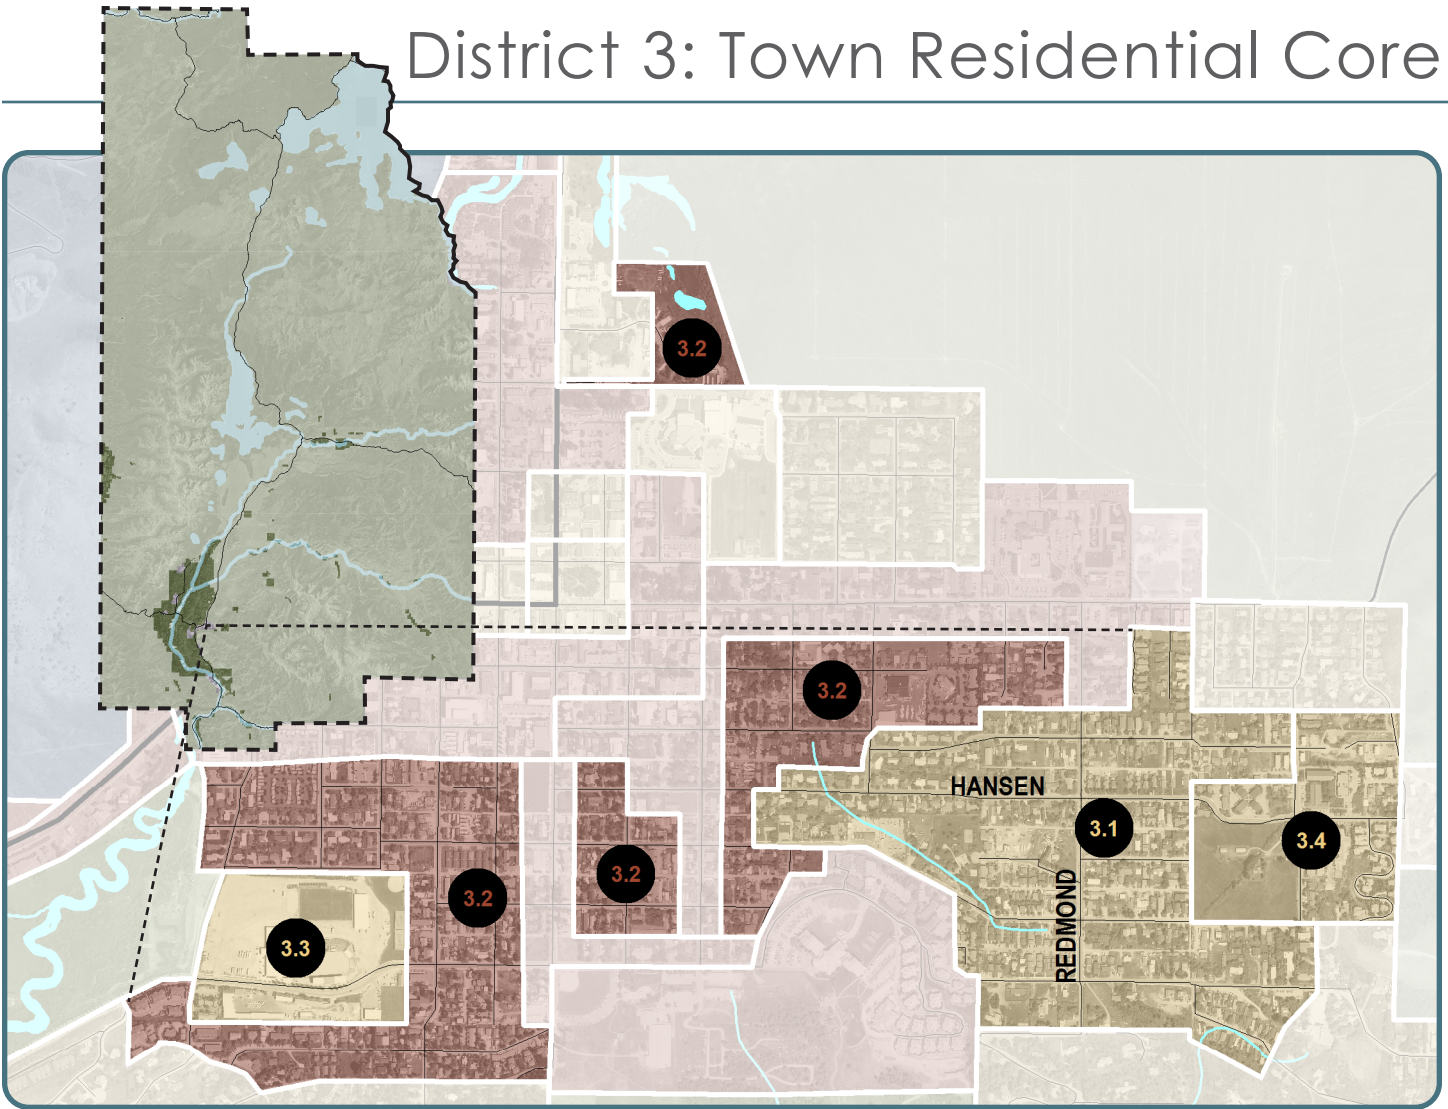 District 3: Town Residential Core
3.2
3.2
HANSEN
3.1
3.4
3.2
3.2
REDMOND
3.3